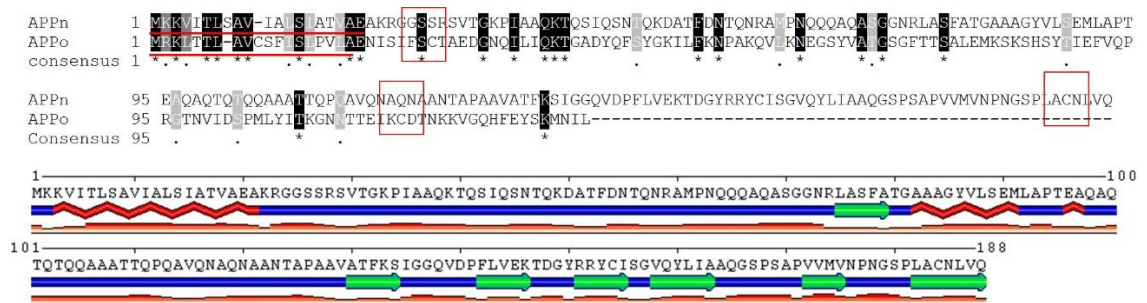 APPn 1 MKKVITLSAV-IALSIATVAEAKRGGSSRSVTGKPIAAQKTQSIQSNTQKDATFDNTQNRAMPNQQQAQASGGNRLASFATGAAAGYVLSEMLAPT
APPo 1 MRKLTTL-AVCSFISLPVLAENISIFSCTAEDGNQILIQKTGADYQFSYGKILFKNPAKQVLKNEGSYVATGSGFTTSALEMKSKSHSYTIEFVQP
consensus 1 *.*. ** ** . *. . ** * * *** . * * . * .* * .
APPn 95 EAQAQTQTQQAAATTQPQAVQNAQNAANTAPAAVATFKSIGGQVDPFLVEKTDGYRRYCISGVQYLIAAQGSPSAPVVMVNPNGSPLACNLVQ
APPo 95 RGTNVIDSPMLYITKGNNTTEIKCDTNKKVGQHFEYSKMNIL---------------------------------------------------
Consensus 95 . . * . *
1 100
MKKVITLSAVIALSIATVAEAKRGGSSRSVTGKPIAAQKTQSIQSNTQKDATFDNTQNRAMPNQQQAQASGGNRLASFATGAAAGYVLSEMLAPTEAQAQ
101 188
TQTQQAAATTQPQAVQNAQNAANTAPAAVATFKSIGGQVDPFLVEKTDGYRRYCISGVQYLIAAQGSPSAPVVMVNPNGSPLACNLVQ